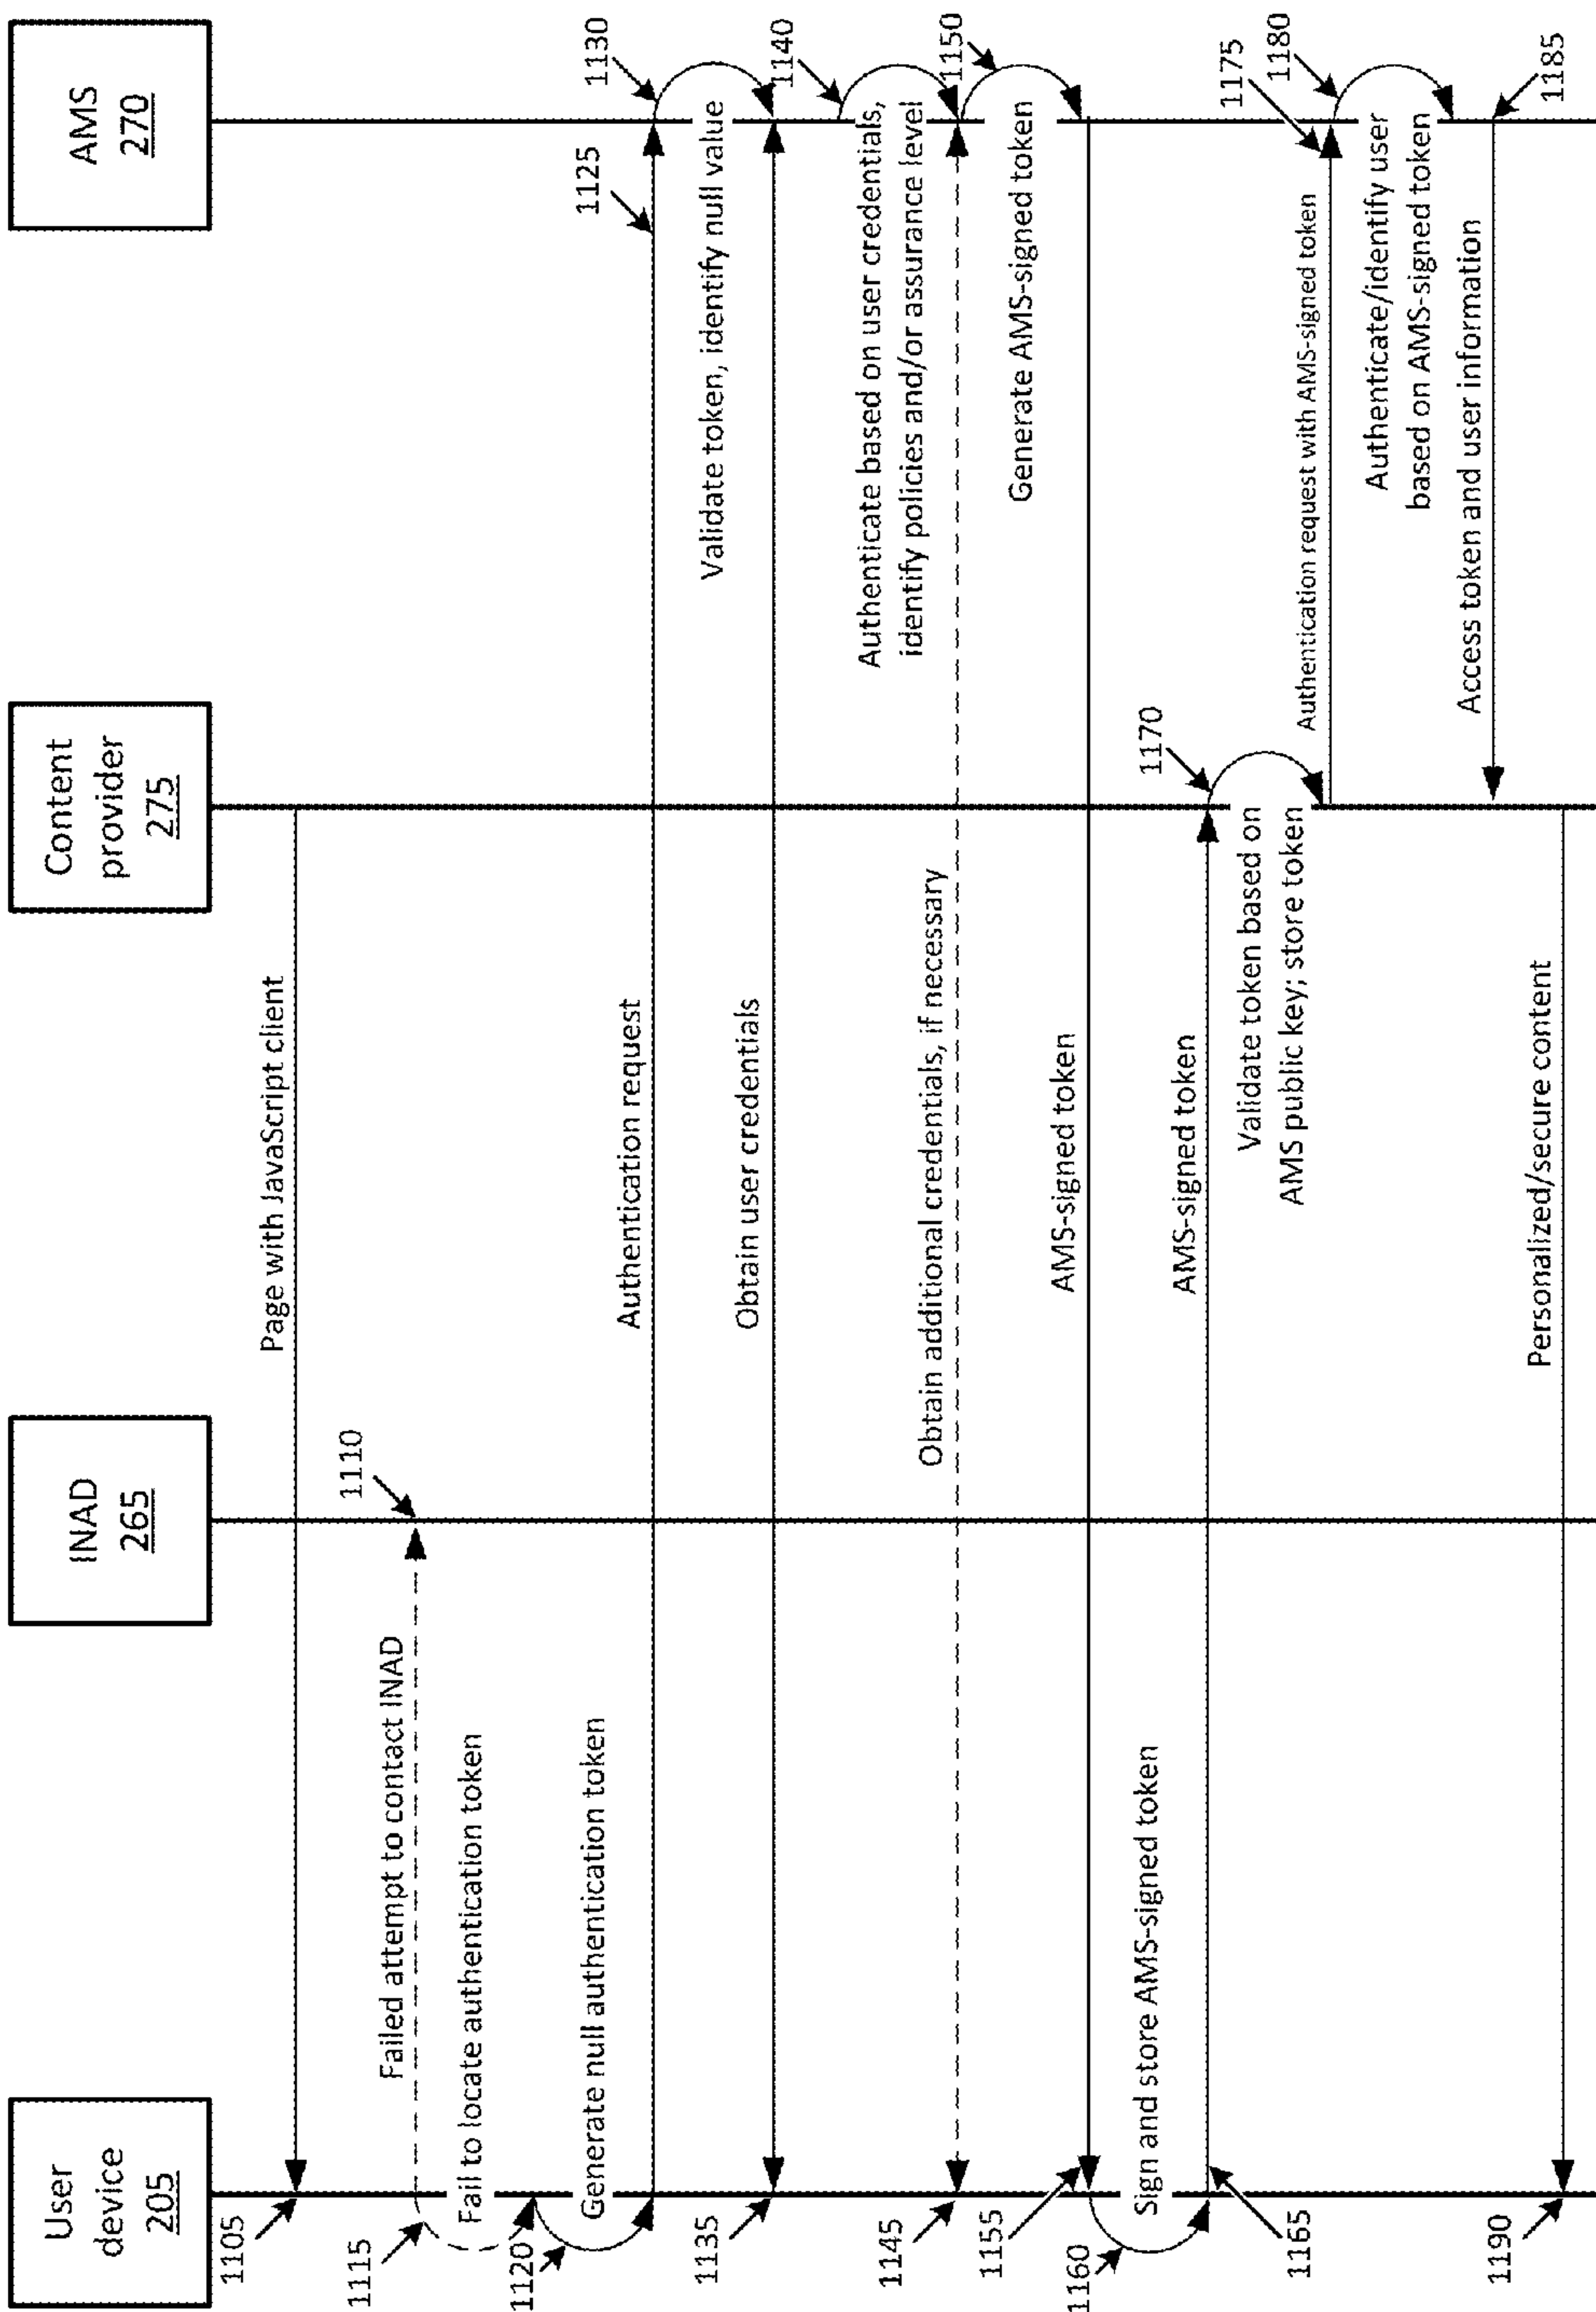 User
device
205
INAD
265
Content
provider
275
AMS
270
Page with JavaScript client
1105
Failed attempt to contact INAD
1110
Fail to locate authentication token
1115
Generate null authentication token
1120
Authentication request
1125
Validate token, identify null value
1130
Obtain user credentials
1135
Authenticate based on user credentials,
identify policies and/or assurance level
1140
Obtain additional credentials, if necessary
1145
Generate AMS-signed token
1150
AMS-signed token
1155
Sign and store AMS-signed token
1160
AMS-signed token
1165
Validate token based on
AMS public key; store token
1170
Authentication request with AMS-signed token
1175
Authenticate/identify user
based on AMS-signed token
1180
Access token and user information
1185
Personalized/secure content
1190